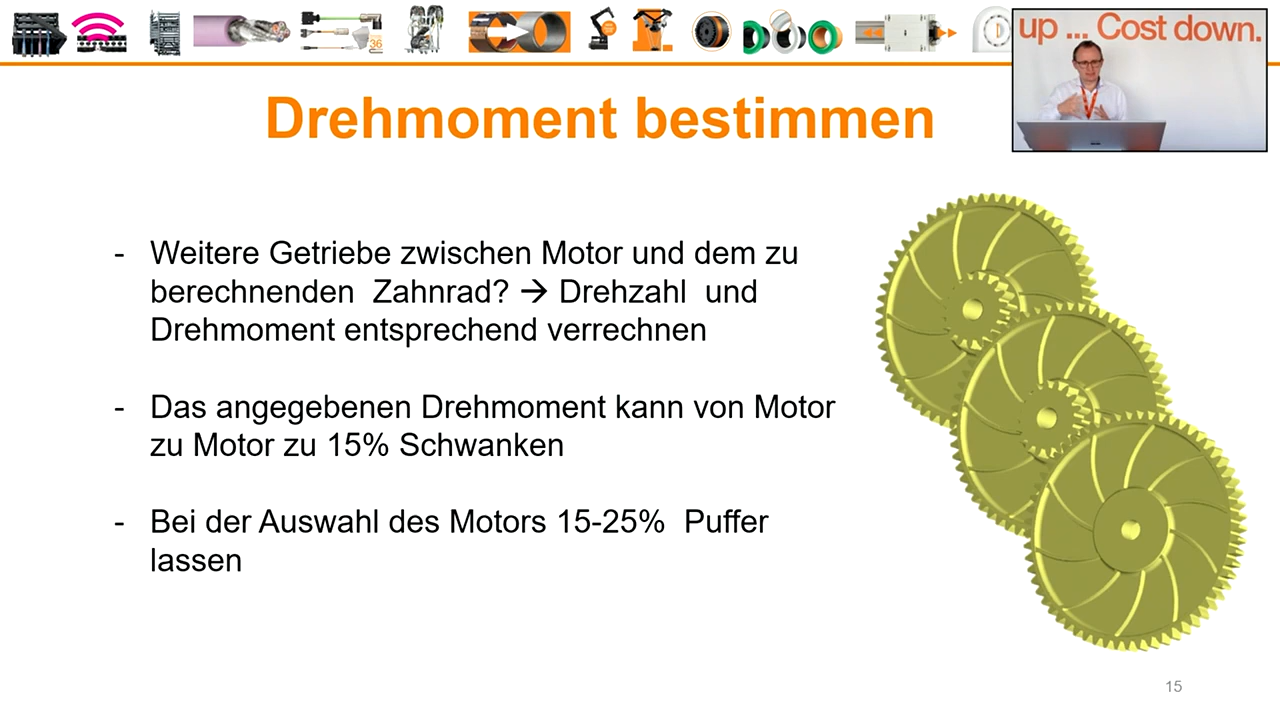 up ... Cost down.
36
Drehmoment bestimmen
- Weitere Getriebe zwischen Motor und dem zu
berechnenden Zahnrad? → Drehzahl und
Drehmoment entsprechend verrechnen
- Das angegebenen Drehmoment kann von Motor
zu Motor zu 15% Schwanken
- Bei der Auswahl des Motors 15-25% Puffer
lassen
15